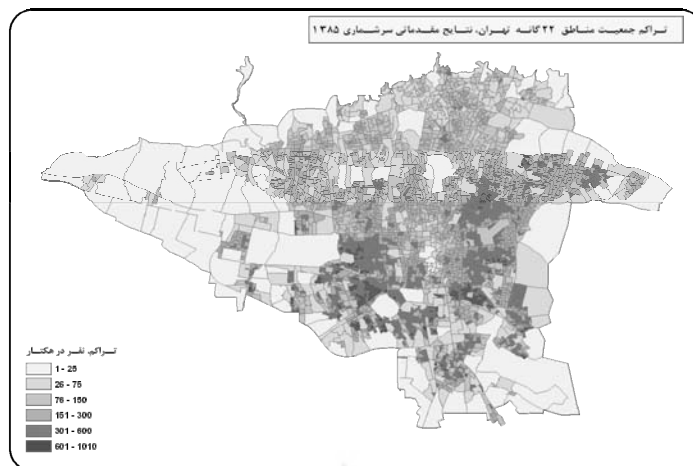 تراکم جمعیت مناطق ۲۲ گانه تهران، نتایج مقدماتی سرشماری ۱۳۸۵
تراکم، نفر در هکتار
1 - 25
26 - 75
76 - 150
151 - 300
301 - 600
601 - 1010